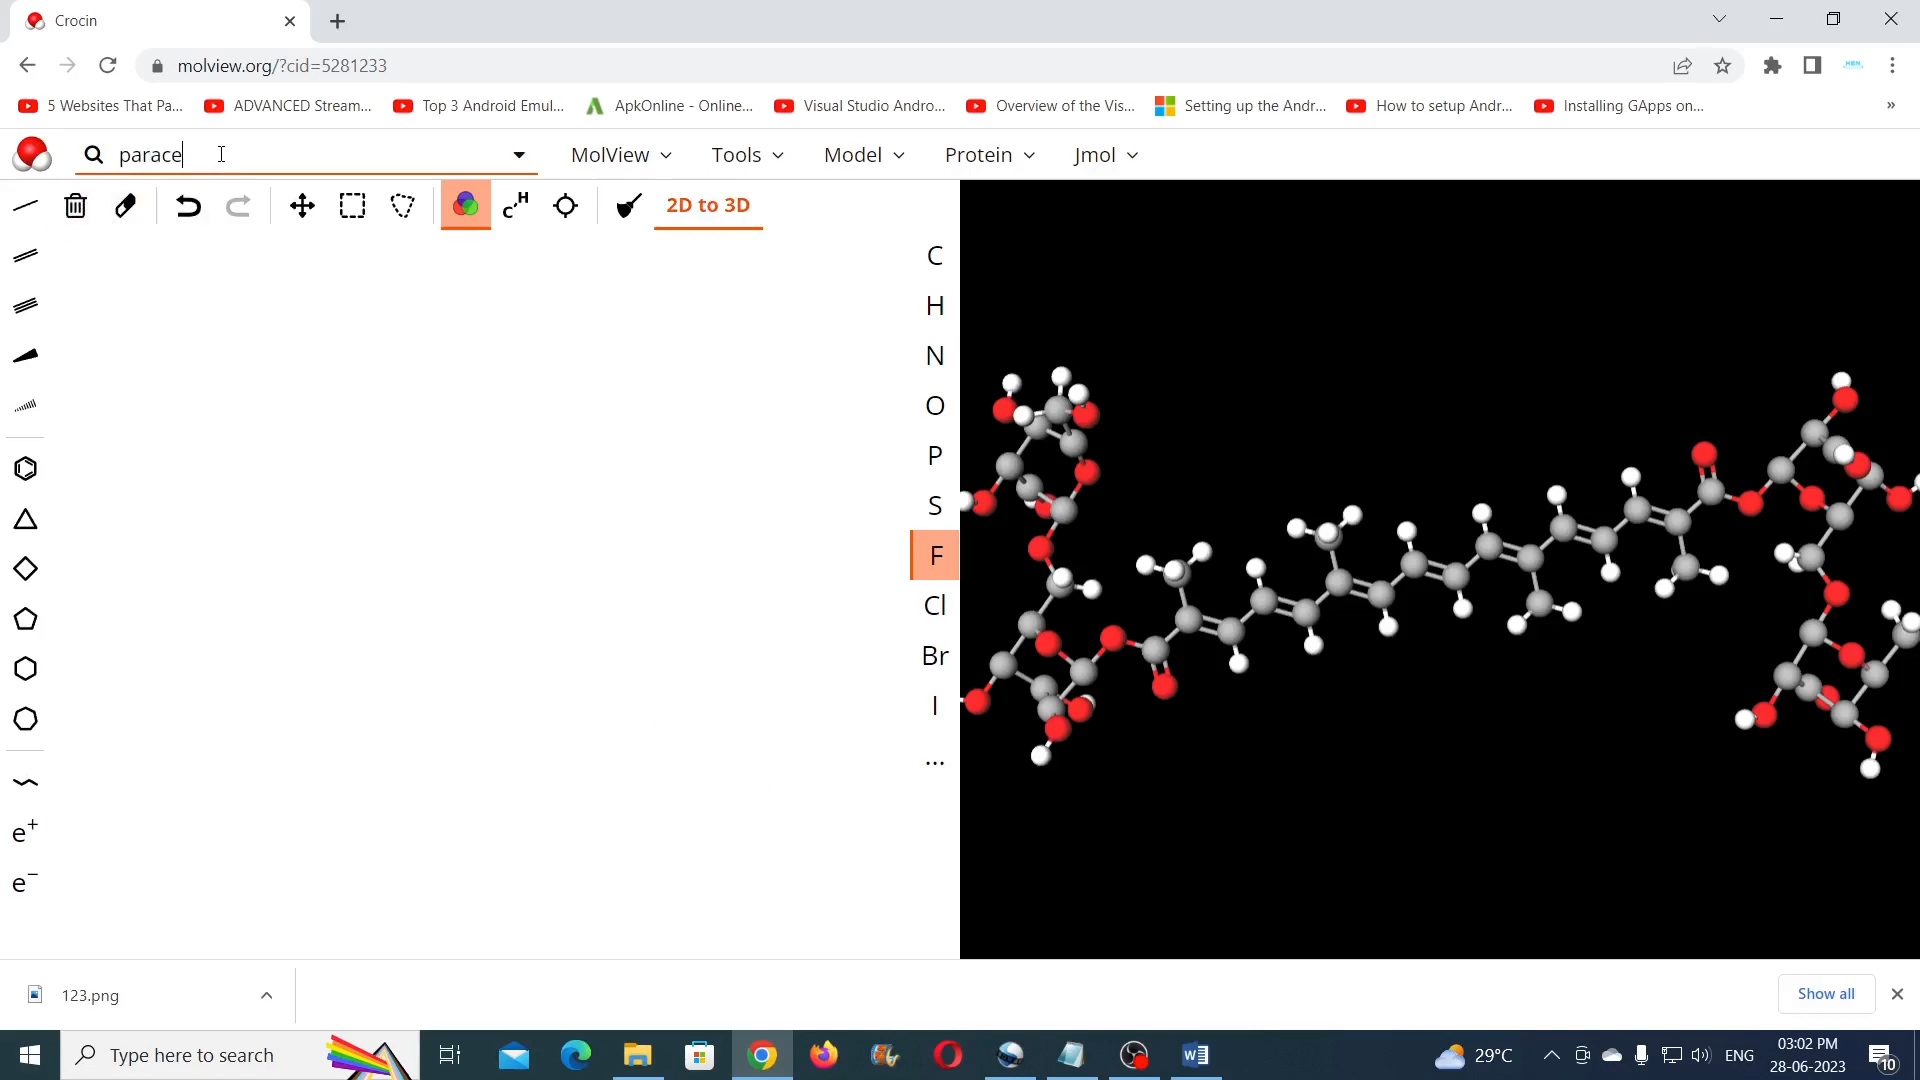 Crocin
molview.org/?cid=5281233
5 Websites That Pa... ADVANCED Stream... Top 3 Android Emul... ApkOnline - Online... Visual Studio Andro... Overview of the Vis... Setting up the Andr... How to setup Andr... Installing GApps on... »
parace MolView Tools Model Protein Jmol
C-H 2D to 3D
C
H
N
O
P
S
F
Cl
Br
I
...
e+
e−
123.png Show all
Type here to search 29°C ENG 03:02 PM
28-06-2023 10